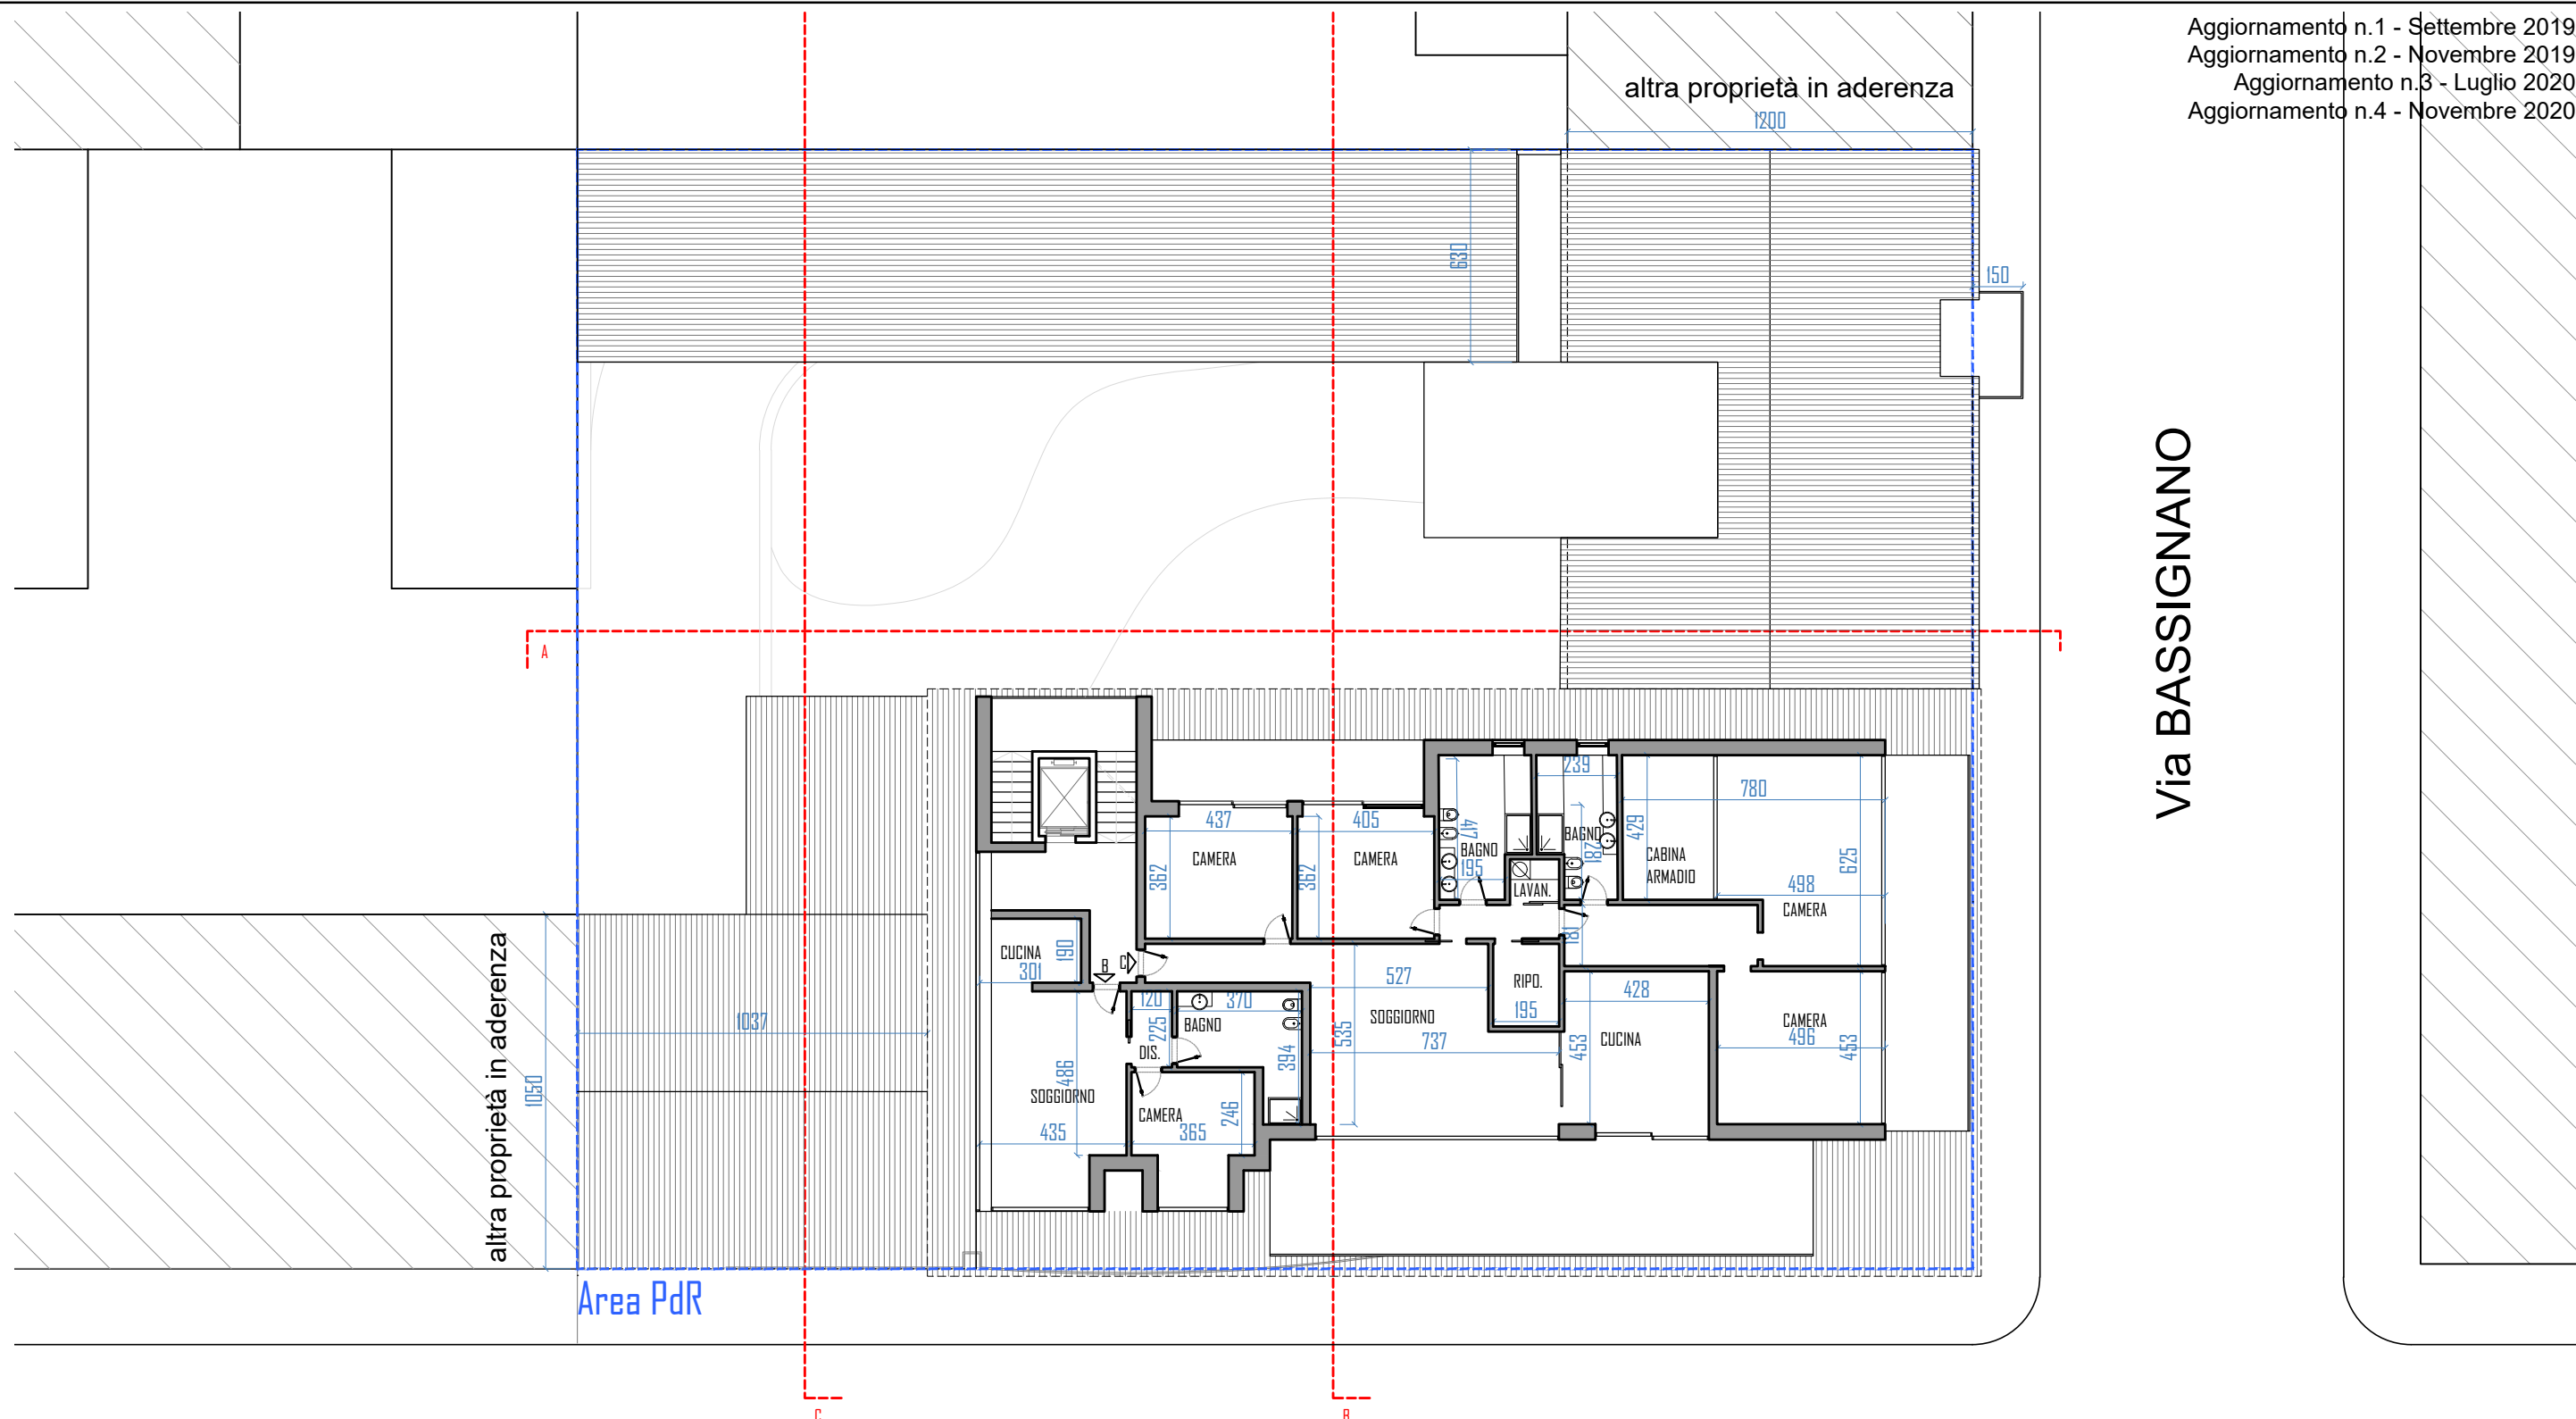 Aggiornamento n.1 - Settembre 2019
Aggiornamento n.2 - Novembre 2019
Aggiornamento n.3 - Luglio 2020
Aggiornamento n.4 - Novembre 2020
altra proprietà in aderenza
1200
630
150
Via BASSIGNANO
A
239
780
437
405
417
BAGNO
429
CAMERA
CAMERA
BAGNO
182
CABINA
ARMADIO
625
362
362
195
LAVAN.
498
CAMERA
181
CUCINA
190
301
B
C
527
RIPO.
428
120
370
195
SOGGIORNO
CAMERA
1037
225
BAGNO
535
737
453
CUCINA
496
453
DIS.
394
486
SOGGIORNO
CAMERA
246
435
365
altra proprietà in aderenza
1050
Area PdR
C
B